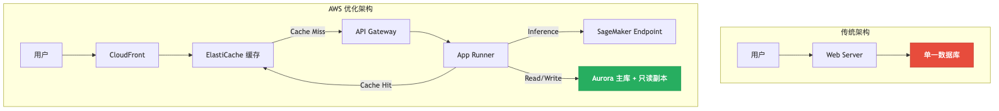 AWS 优化架构
用户
CloudFront
ElastiCache 缓存
Cache Miss
API Gateway
App Runner
Cache Hit
Inference
SageMaker Endpoint
Read/Write
Aurora 主库 + 只读副本
传统架构
用户
Web Server
单一数据库